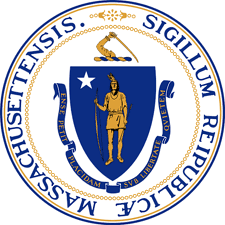 SIGILLUM REIPUBLICÆ MASSACHUSETTENSIS.
ENSE PETIT PLACIDAM SVB LIBERTATE QVIETEM